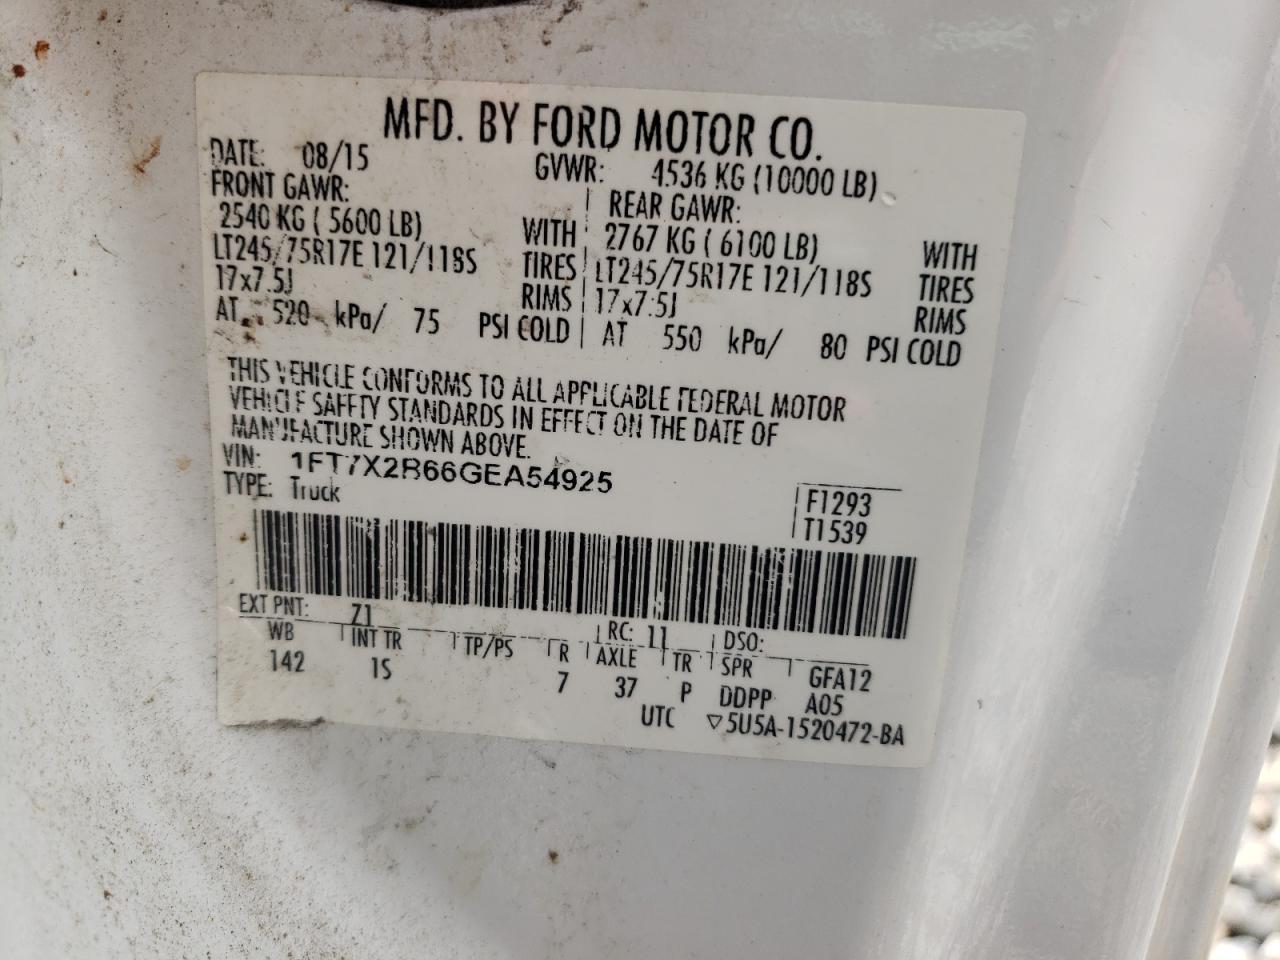 MFD. BY FORD MOTOR CO.
DATE: 08/15 GVWR: 4536 KG (10000 LB)
FRONT GAWR: REAR GAWR:
2540 KG ( 5600 LB) WITH 2767 KG ( 6100 LB) WITH
LT245/75R17E 121/118S TIRES LT245/75R17E 121/118S TIRES
17x7.5J RIMS 17x7.5J RIMS
AT 520 kPa/ 75 PSI COLD AT 550 kPa/ 80 PSI COLD
THIS VEHICLE CONFORMS TO ALL APPLICABLE FEDERAL MOTOR
VEHICLE SAFETY STANDARDS IN EFFECT ON THE DATE OF
MANUFACTURE SHOWN ABOVE.
VIN: 1FT7X2B66GEA54925
TYPE: Truck
F1293
T1539
EXT PNT: Z1 RC: 11 DSO:
WB INT TR TP/PS R AXLE TR SPR GFA12
142 1S 7 37 P DDPP A05
UTC ▽5U5A-1520472-BA